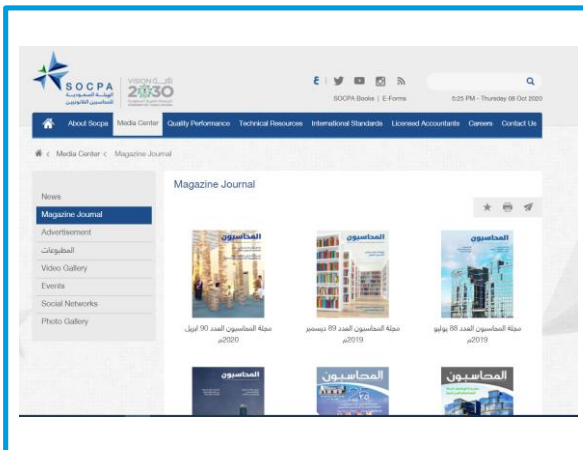 SOCPA
الهيئة السعودية
للمحاسبين القانونيين
VISION رؤية
2030
ع
SOCPA Books | E-Forms
5:25 PM - Thursday 08 Oct 2020
About Socpa Media Center Quality Performance Technical Resources International Standards Licensed Accountants Careers Contact Us
Media Center < Magazine Journal
Magazine Journal
News
Magazine Journal
Advertisement
المطبوعات
Video Gallery
Events
Social Networks
Photo Gallery
المحاسبون
المحاسبون
المحاسبون
مجلة المحاسبون العدد 90 ابريل
2020م
مجلة المحاسبون العدد 89 ديسمبر
2019م
مجلة المحاسبون العدد 88 يوليو
2019م
المحاسبون
المحاسبون
المحاسبون